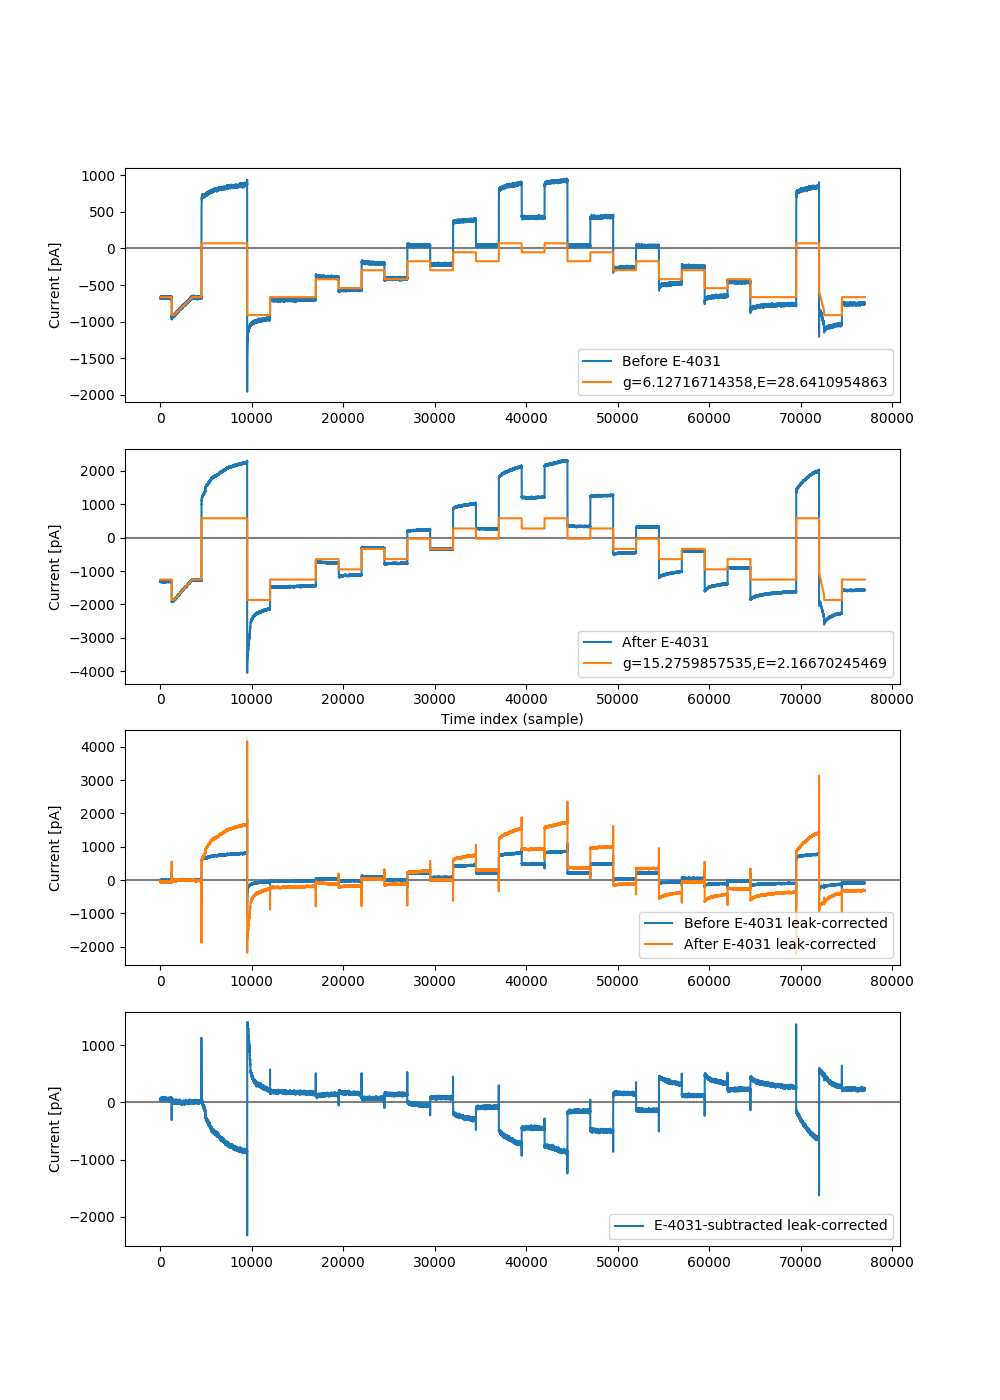 1000
500
0
−500
−1000
−1500
−2000
Current [pA]
Before E-4031
g=6.12716714358,E=28.6410954863
0 10000 20000 30000 40000 50000 60000 70000 80000
2000
1000
0
−1000
−2000
−3000
−4000
Current [pA]
After E-4031
g=15.2759857535,E=2.16670245469
0 10000 20000 30000 40000 50000 60000 70000 80000
Time index (sample)
4000
3000
2000
1000
0
−1000
−2000
Current [pA]
Before E-4031 leak-corrected
After E-4031 leak-corrected
0 10000 20000 30000 40000 50000 60000 70000 80000
1000
0
−1000
−2000
Current [pA]
E-4031-subtracted leak-corrected
0 10000 20000 30000 40000 50000 60000 70000 80000